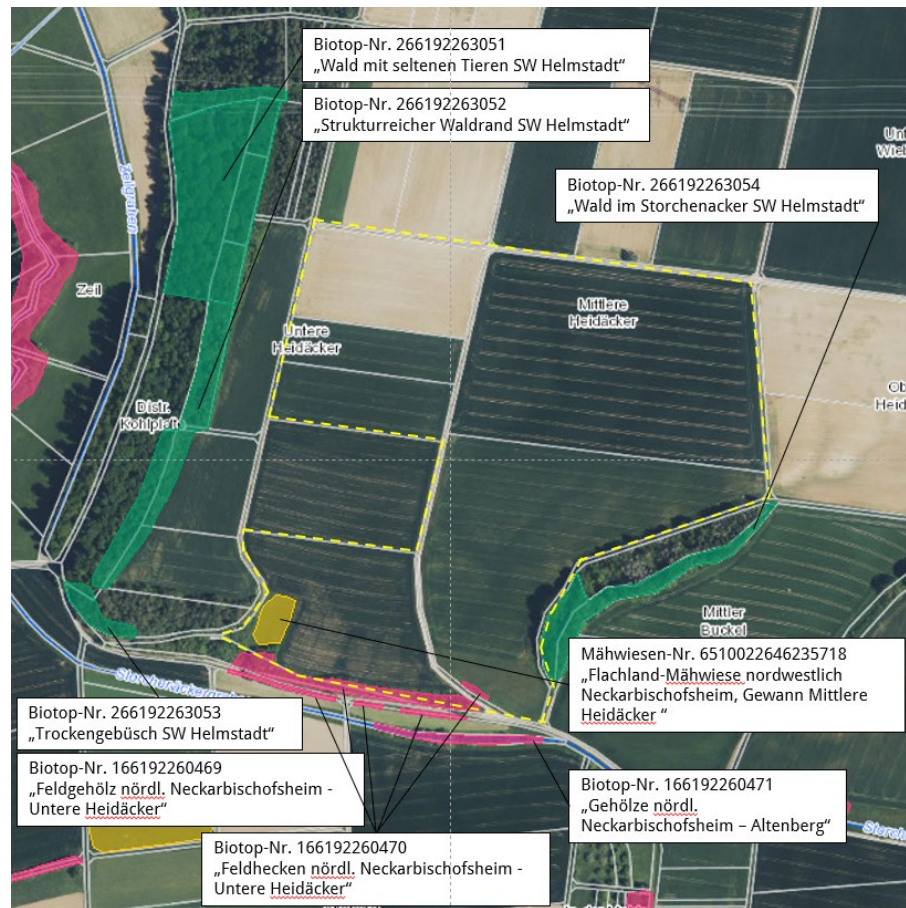 Biotop-Nr. 266192263051
„Wald mit seltenen Tieren SW Helmstadt“
Biotop-Nr. 266192263052
„Strukturreicher Waldrand SW Helmstadt“
Biotop-Nr. 266192263054
„Wald im Storchenacker SW Helmstadt“
Zeilgraben
Zeil
Untere
Heidäcker
Mittlere
Heidäcker
Distr.
Mittler
Buckel
Mähwiesen-Nr. 6510022646235718
„Flachland-Mähwiese nordwestlich
Neckarbischofsheim, Gewann Mittlere
Heidäcker “
Biotop-Nr. 266192263053
„Trockengebüsch SW Helmstadt“
Biotop-Nr. 166192260469
„Feldgehölz nördl. Neckarbischofsheim -
Untere Heidäcker“
Biotop-Nr. 166192260471
„Gehölze nördl.
Neckarbischofsheim – Altenberg“
Biotop-Nr. 166192260470
„Feldhecken nördl. Neckarbischofsheim -
Untere Heidäcker“